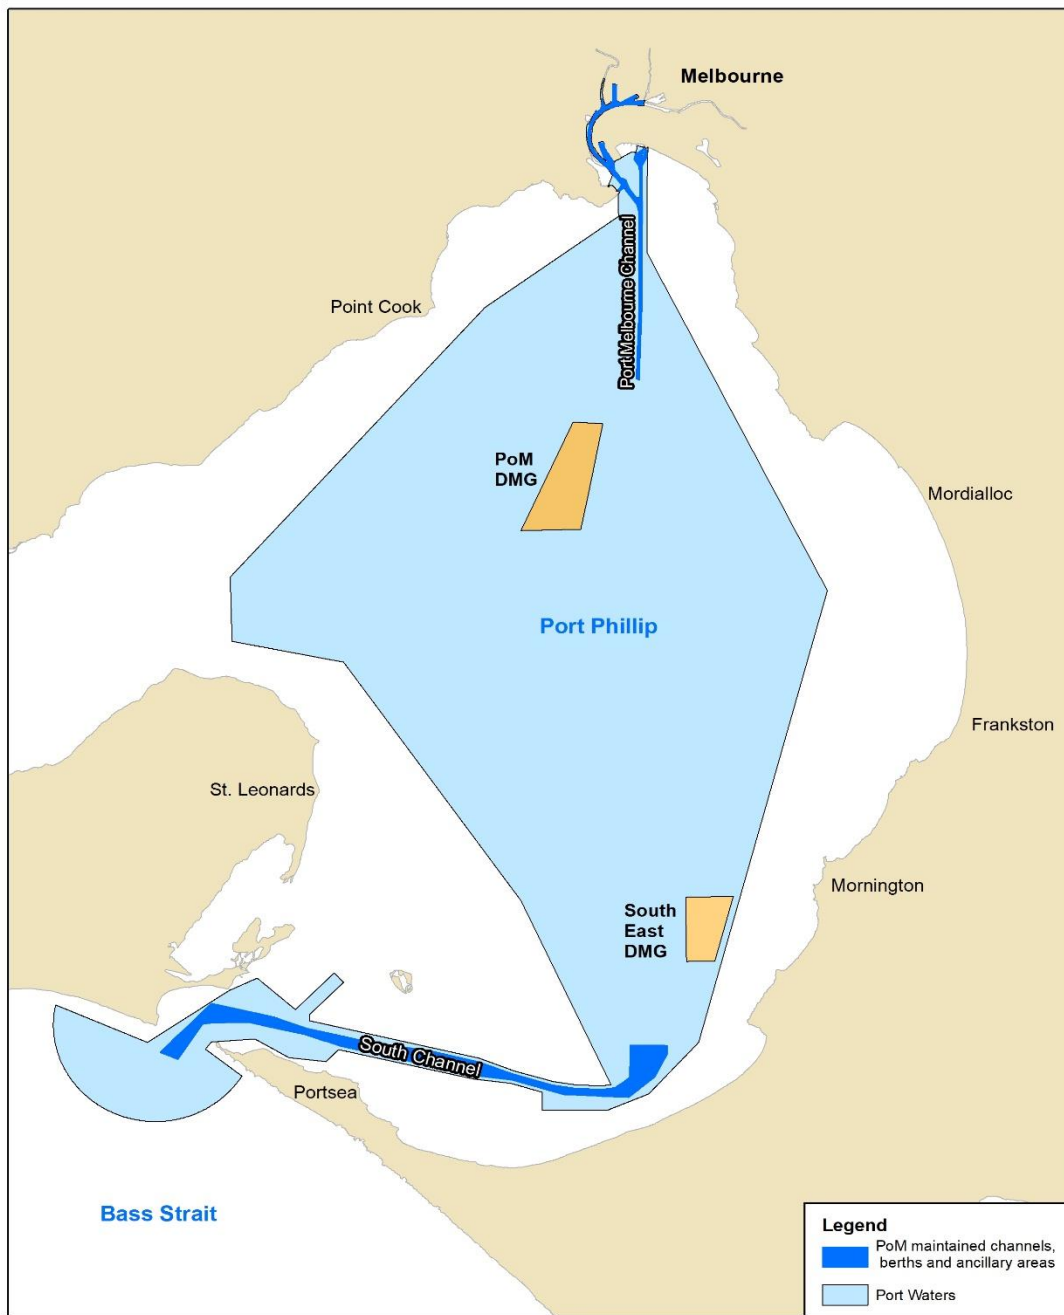 Melbourne
Port Melbourne Channel
Point Cook
PoM
DMG
Mordialloc
Port Phillip
Frankston
St. Leonards
Mornington
South
East
DMG
South Channel
Portsea
Bass Strait
Legend
PoM maintained channels,
berths and ancillary areas
Port Waters